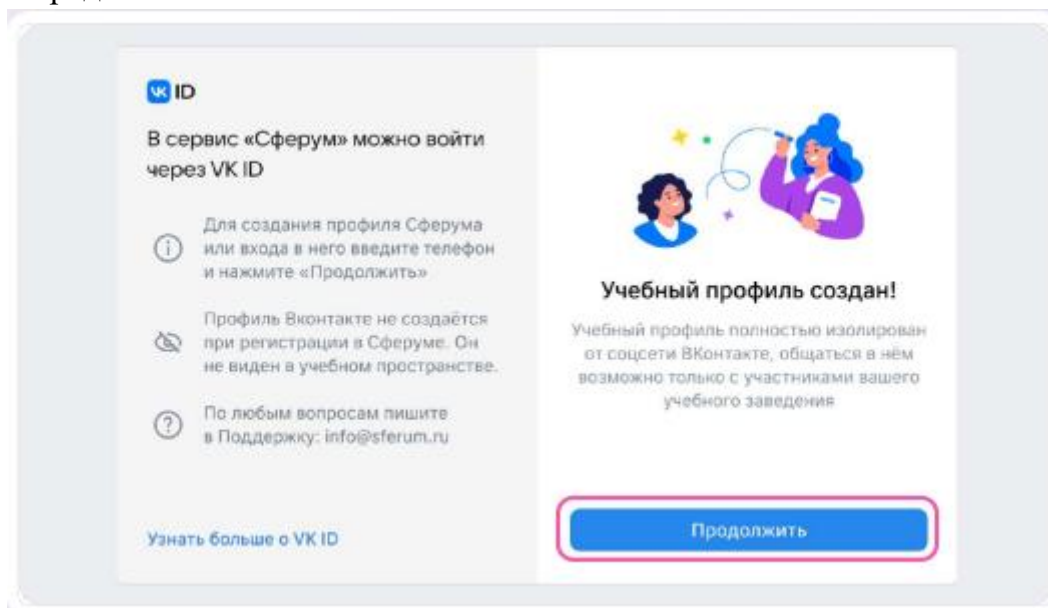 VK ID
В сервис «Сферум» можно войти
через VK ID
Для создания профиля Сферума
или входа в него введите телефон
и нажмите «Продолжить»
Профиль Вконтакте не создаётся
при регистрации в Сферуме. Он
не виден в учебном пространстве.
По любым вопросам пишите
в Поддержку: info@sferum.ru
Узнать больше о VK ID
Учебный профиль создан!
Учебный профиль полностью изолирован
от соцсети ВКонтакте, общаться в нём
возможно только с участниками вашего
учебного заведения
Продолжить